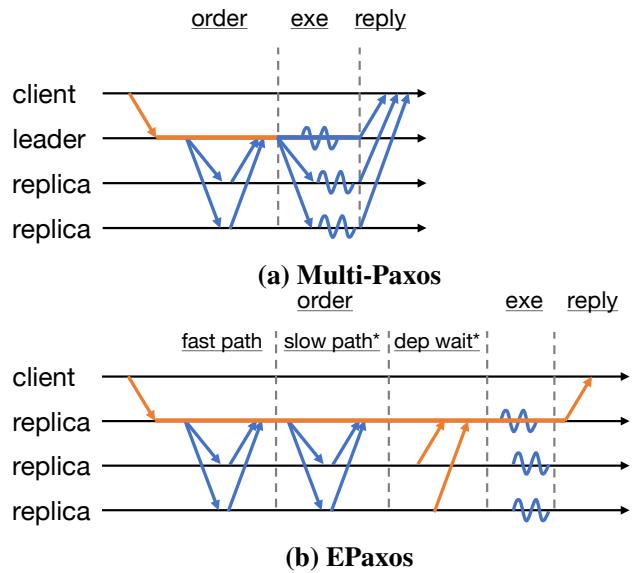 order exe reply
client
leader
replica
replica
(a) Multi-Paxos
order exe reply
fast path slow path* dep wait*
client
replica
replica
replica
(b) EPaxos